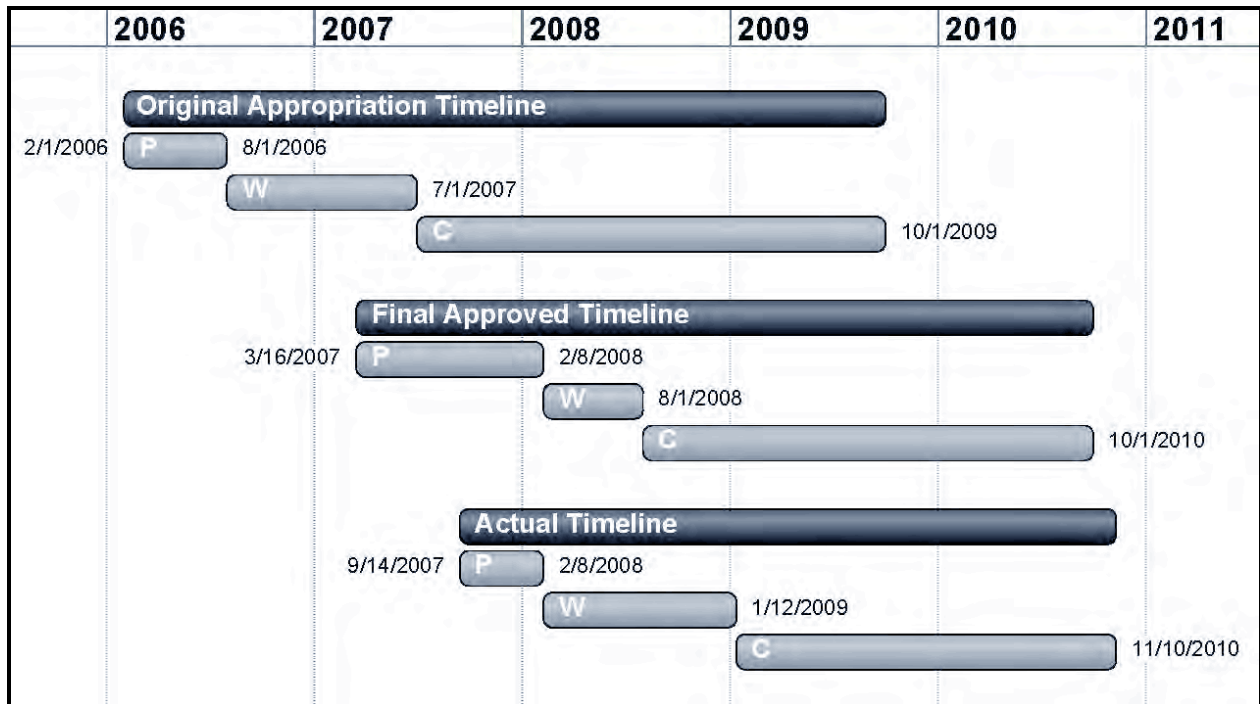 2006 2007 2008 2009 2010 2011
Original Appropriation Timeline
2/1/2006 P 8/1/2006
W 7/1/2007
C 10/1/2009
Final Approved Timeline
3/16/2007 P 2/8/2008
W 8/1/2008
C 10/1/2010
Actual Timeline
9/14/2007 P 2/8/2008
W 1/12/2009
C 11/10/2010